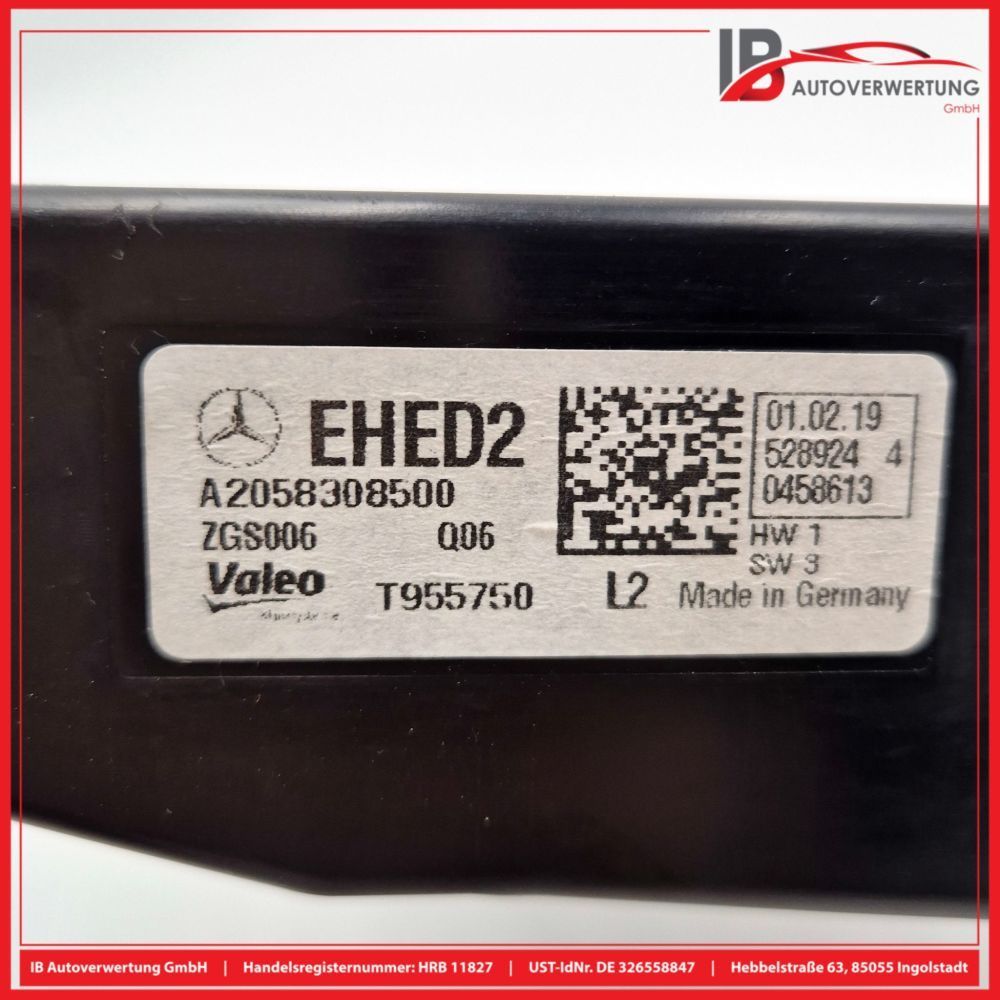 IB
AUTOVERWERTUNG
GmbH
EHED2
A2058308500
ZGS006 Q06
Valeo
T955750 L2
01.02.19
528924 4
0458613
HW 1
SW 3
Made in Germany
IB Autoverwertung GmbH | Handelsregisternummer: HRB 11827 | UST-IdNr. DE 326558847 | Hebbelstraße 63, 85055 Ingolstadt